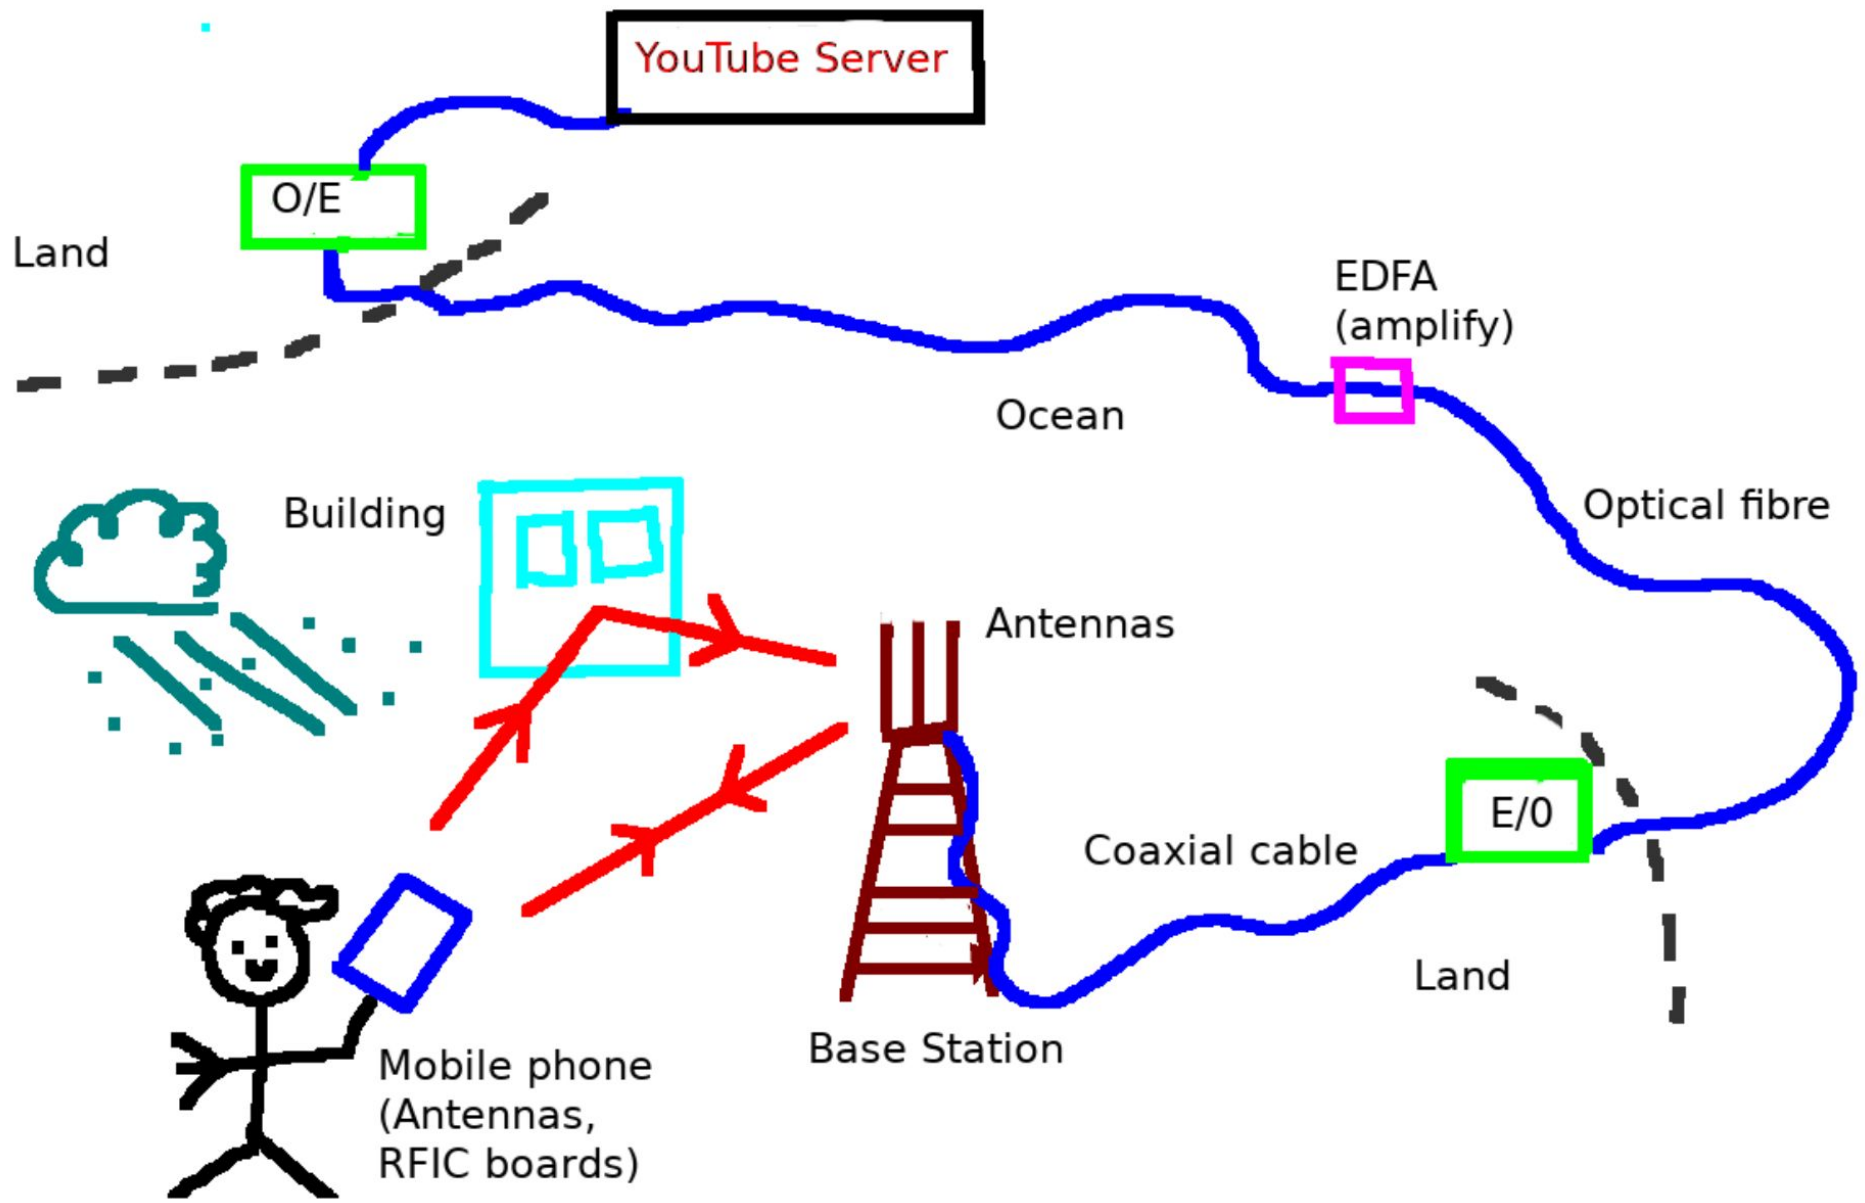 YouTube Server
O/E
Land
EDFA
(amplify)
Ocean
Optical fibre
Building
Antennas
E/0
Coaxial cable
Land
Base Station
Mobile phone
(Antennas,
RFIC boards)